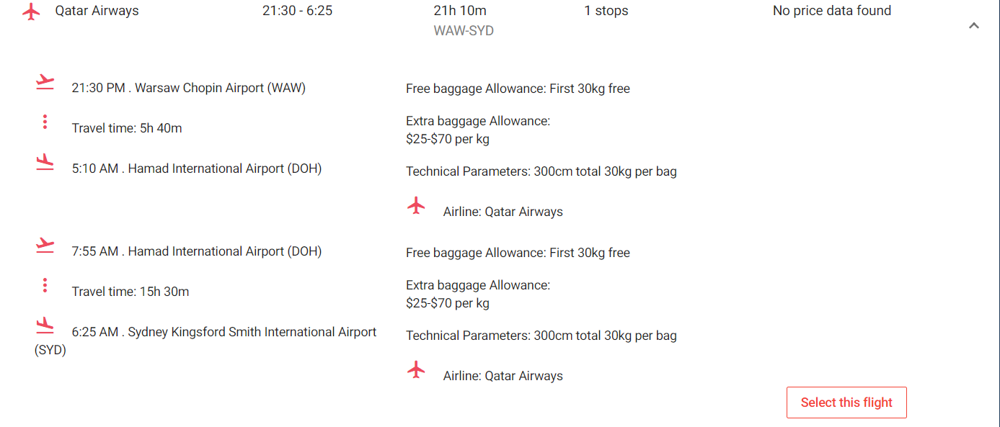 Qatar Airways 21:30 - 6:25 21h 10m 1 stops No price data found
WAW-SYD
21:30 PM . Warsaw Chopin Airport (WAW)
Travel time: 5h 40m
5:10 AM . Hamad International Airport (DOH)
Free baggage Allowance: First 30kg free
Extra baggage Allowance:
$25-$70 per kg
Technical Parameters: 300cm total 30kg per bag
Airline: Qatar Airways
7:55 AM . Hamad International Airport (DOH)
Travel time: 15h 30m
6:25 AM . Sydney Kingsford Smith International Airport
(SYD)
Free baggage Allowance: First 30kg free
Extra baggage Allowance:
$25-$70 per kg
Technical Parameters: 300cm total 30kg per bag
Airline: Qatar Airways
Select this flight